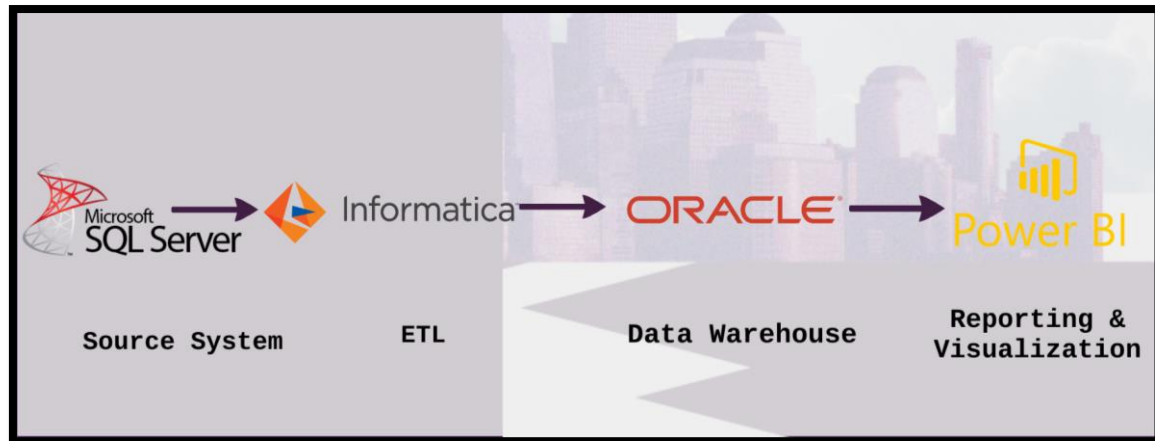 Microsoft
SQL Server
Informatica
ORACLE
Power BI
Source System
ETL
Data Warehouse
Reporting &
Visualization